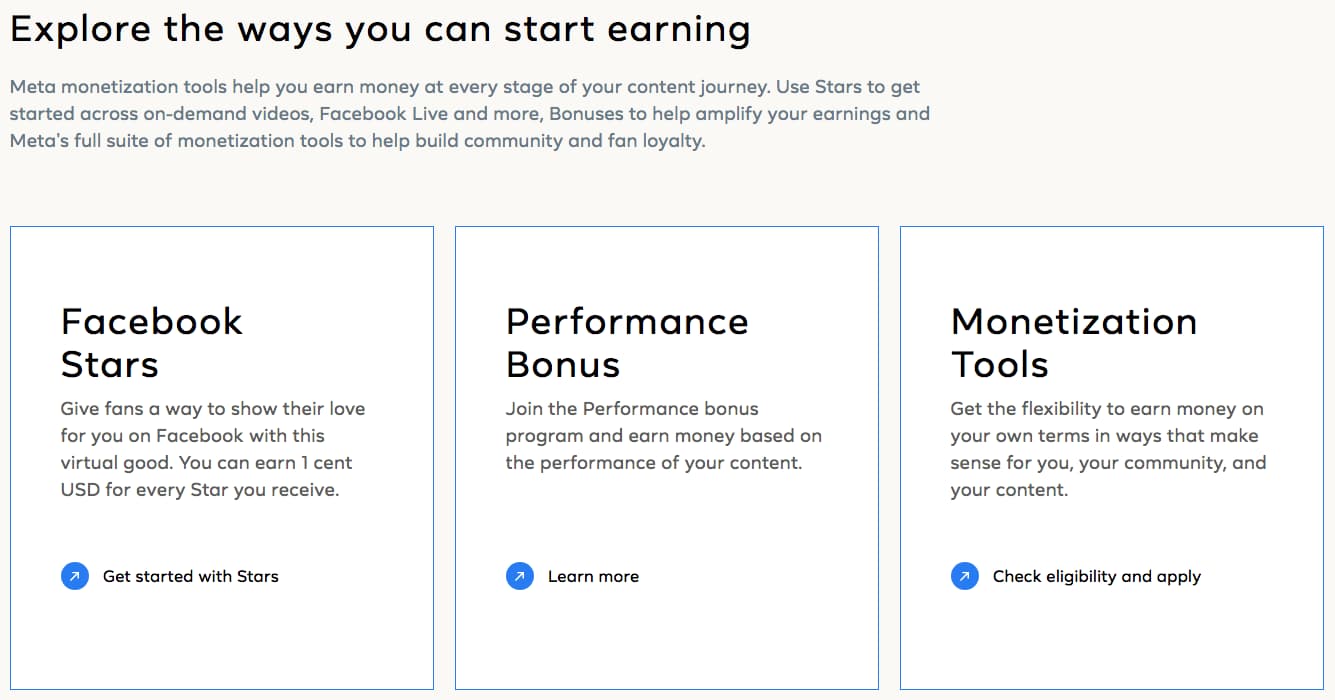 Explore the ways you can start earning
Meta monetization tools help you earn money at every stage of your content journey. Use Stars to get
started across on-demand videos, Facebook Live and more, Bonuses to help amplify your earnings and
Meta's full suite of monetization tools to help build community and fan loyalty.
Facebook
Stars
Give fans a way to show their love
for you on Facebook with this
virtual good. You can earn 1 cent
USD for every Star you receive.
Get started with Stars
Performance
Bonus
Join the Performance bonus
program and earn money based on
the performance of your content.
Learn more
Monetization
Tools
Get the flexibility to earn money on
your own terms in ways that make
sense for you, your community, and
your content.
Check eligibility and apply